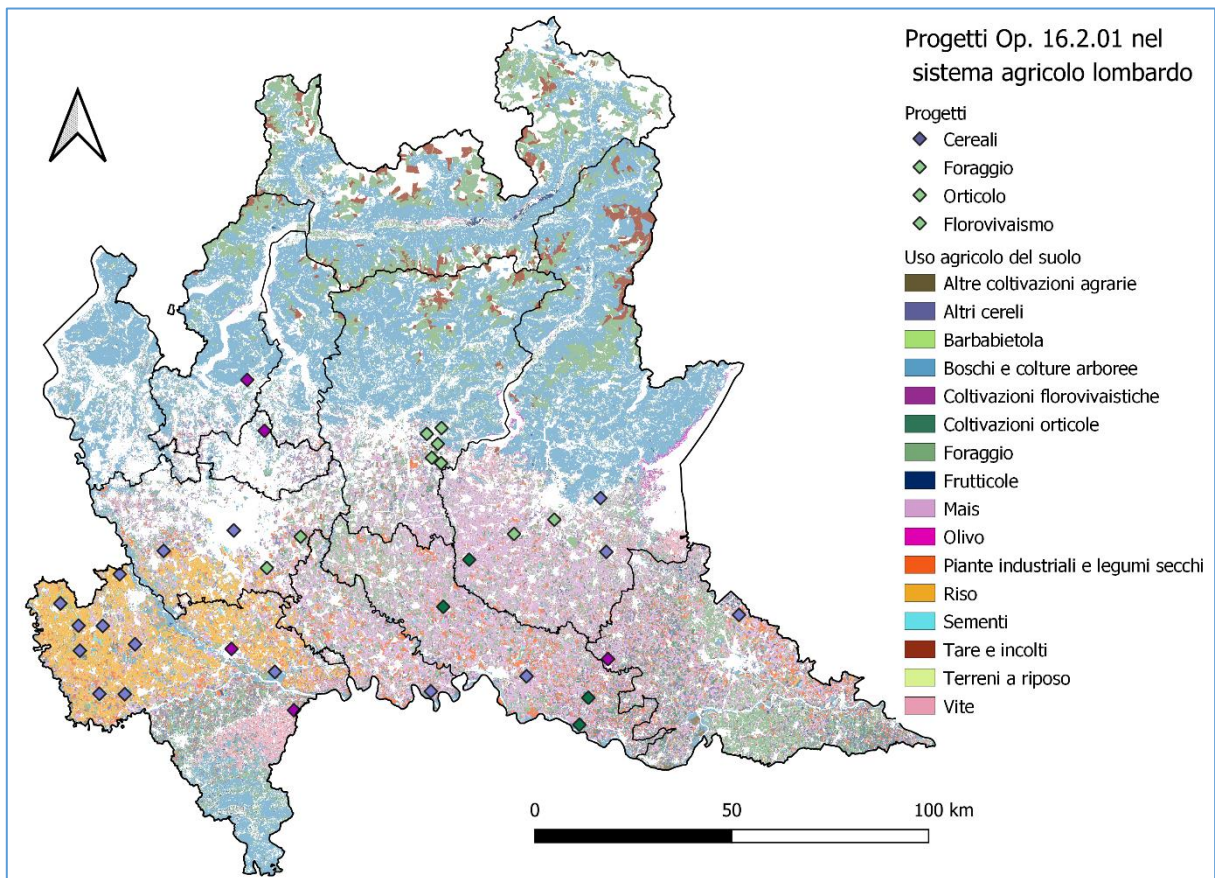 Progetti Op. 16.2.01 nel
sistema agricolo lombardo
Progetti
Cereali
Foraggio
Orticolo
Florovivaismo
Uso agricolo del suolo
Altre coltivazioni agrarie
Altri cereli
Barbabietola
Boschi e colture arboree
Coltivazioni florovivaistiche
Coltivazioni orticole
Foraggio
Frutticole
Mais
Olivo
Piante industriali e legumi secchi
Riso
Sementi
Tare e incolti
Terreni a riposo
Vite
0 50 100 km